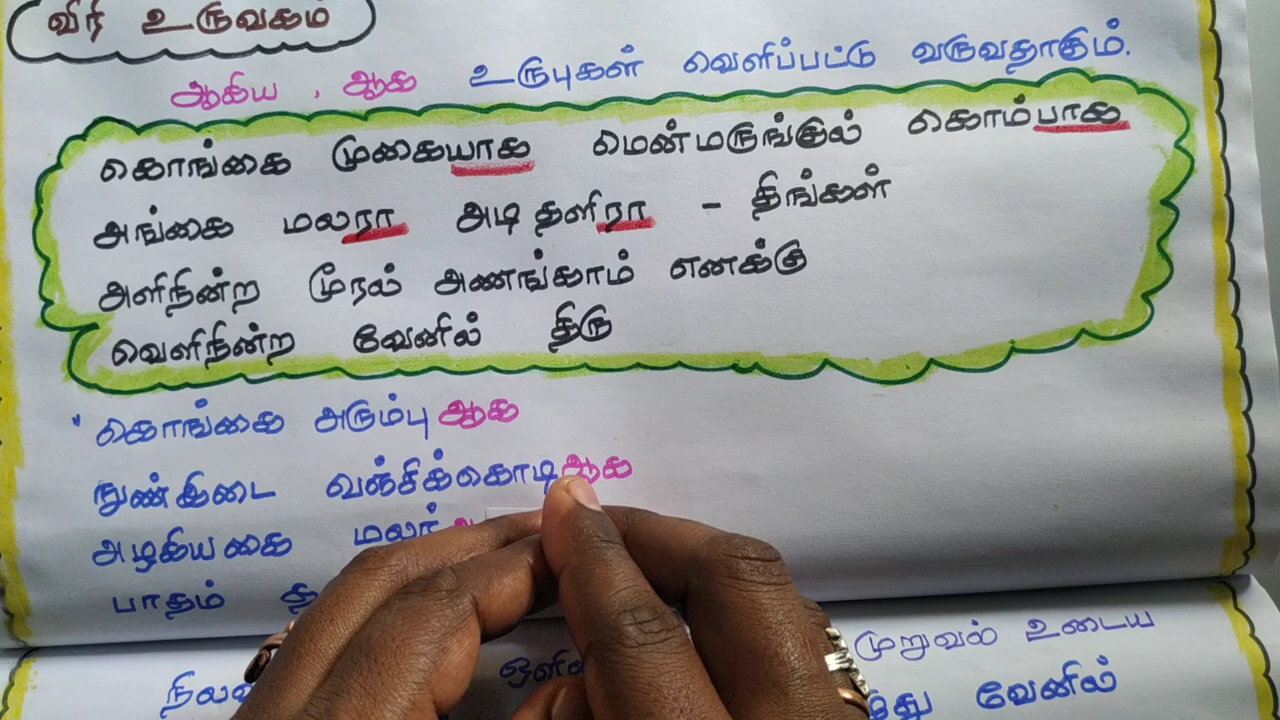 விரி உருவகம்
ஆகிய , ஆக உருபுகள் வெளிப்பட்டு வருவதாகும்.
கொங்கை முகையாக மென்மருங்குல் கொம்பாக
அங்கை மலரா அடி தளிரா - திங்கள்
அளிநின்ற மூரல் அணங்காம் எனக்கு
வெளிநின்ற வேனில் திரு
" கொங்கை அரும்பு ஆக
நுண்இடை வஞ்சிக்கொடிஆக
அழகியகை மலர்
பாதம்
முறுவல் உடைய
வேனில்